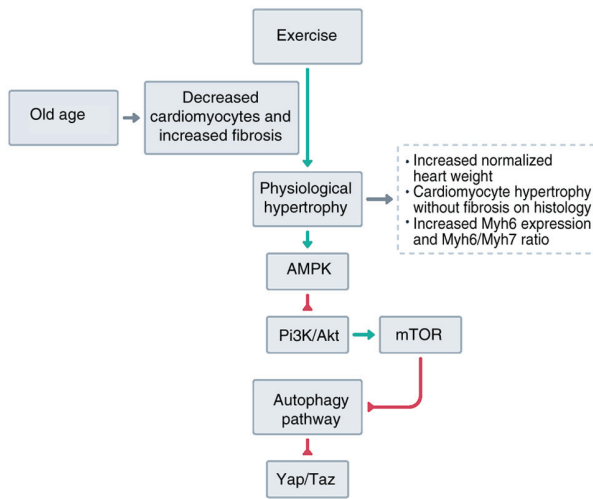 Exercise
Old age
Decreased
cardiomyocytes and
increased fibrosis
Physiological
hypertrophy
• Increased normalized
heart weight
• Cardiomyocyte hypertrophy
without fibrosis on histology
• Increased Myh6 expression
and Myh6/Myh7 ratio
AMPK
Pi3K/Akt
mTOR
Autophagy
pathway
Yap/Taz